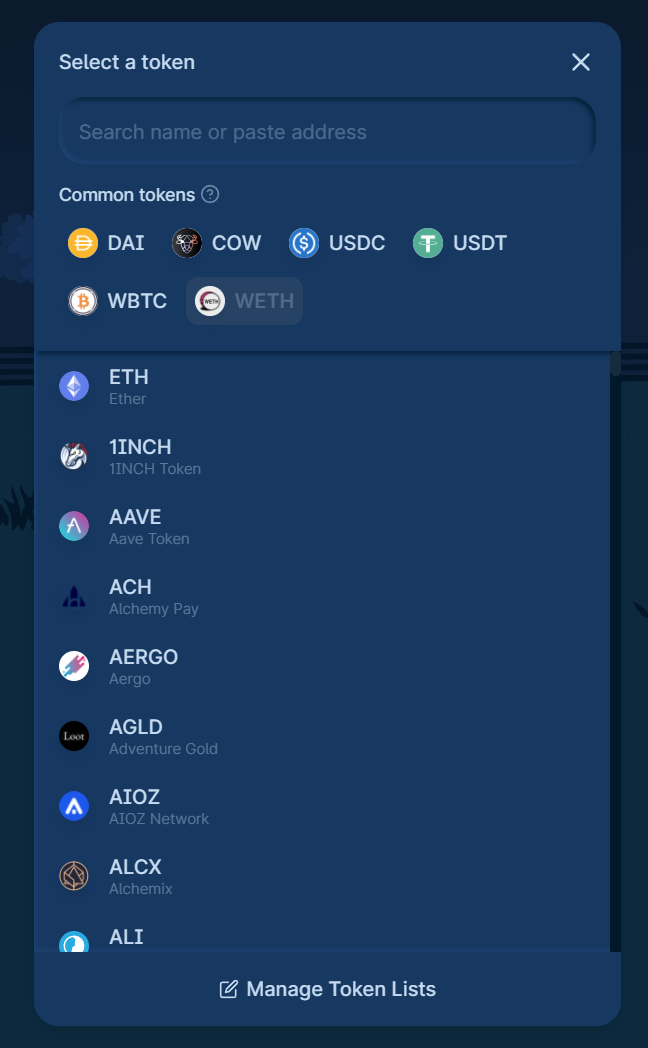 Select a token
Search name or paste address
Common tokens
DAI COW USDC USDT
WBTC WETH WETH
ETH
Ether
1INCH
1INCH Token
AAVE
Aave Token
ACH
Alchemy Pay
AERGO
Aergo
Loot AGLD
Adventure Gold
AIOZ
AIOZ Network
ALCX
Alchemix
ALI
Manage Token Lists